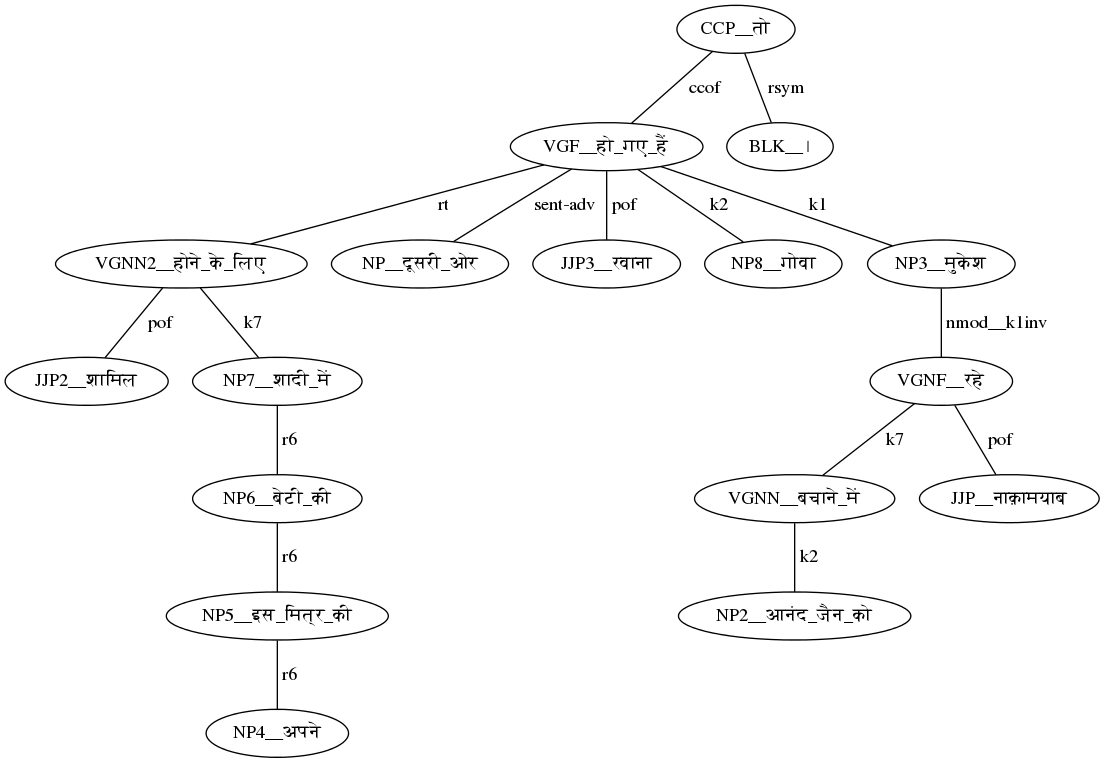 CCP__तो
ccof
rsym
VGF__हो_गए_हैं
BLK__।
rt
sent-adv
pof
k2
k1
VGNN2__होने_के_लिए
NP__दूसरी_ओर
JJP3__रवाना
NP8__गोवा
NP3__मुकेश
pof
k7
nmod__k1inv
JJP2__शामिल
NP7__शादी_में
VGNF__रहे
r6
k7
pof
NP6__बेटी_की
VGNN__बचाने_में
JJP__नाक़ामयाब
r6
k2
NP5__इस_मित्र_की
NP2__आनंद_जैन_को
r6
NP4__अपने